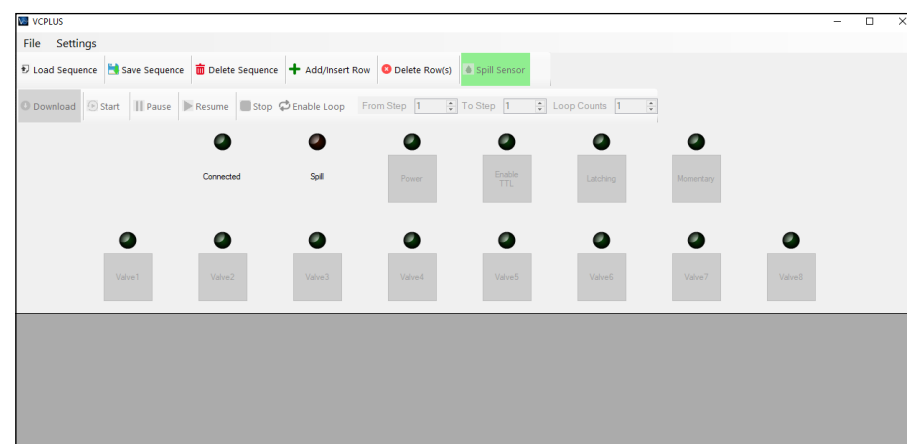 VCPLUS
File Settings
Load Sequence Save Sequence Delete Sequence Add/Insert Row Delete Row(s) Spill Sensor
Download Start Pause Resume Stop Enable Loop From Step 1 To Step 1 Loop Counts 1
Connected Spill Power Enable TTL Latching Momentary
Valve1 Valve2 Valve3 Valve4 Valve5 Valve6 Valve7 Valve8